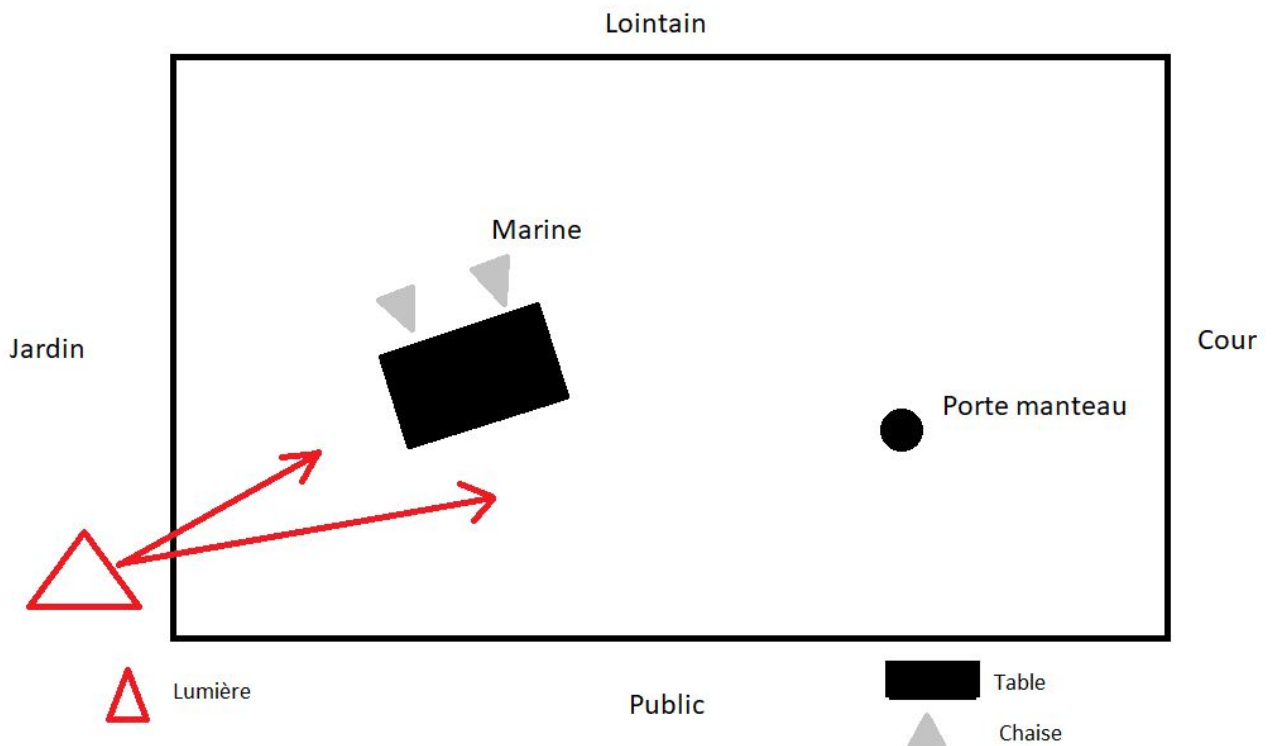 Lointain
Marine
Jardin
Cour
Porte manteau
Lumière
Public
Table
Chaise